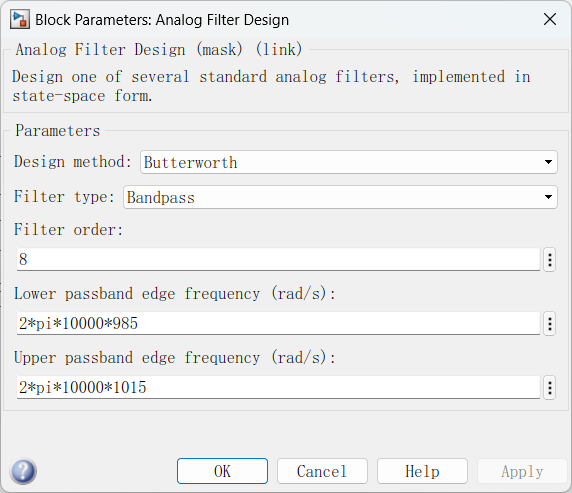 Block Parameters: Analog Filter Design
Analog Filter Design (mask) (link)
Design one of several standard analog filters, implemented in
state-space form.
Parameters
Design method: Butterworth
Filter type: Bandpass
Filter order:
8
Lower passband edge frequency (rad/s):
2*pi*10000*985
Upper passband edge frequency (rad/s):
2*pi*10000*1015
? OK Cancel Help Apply